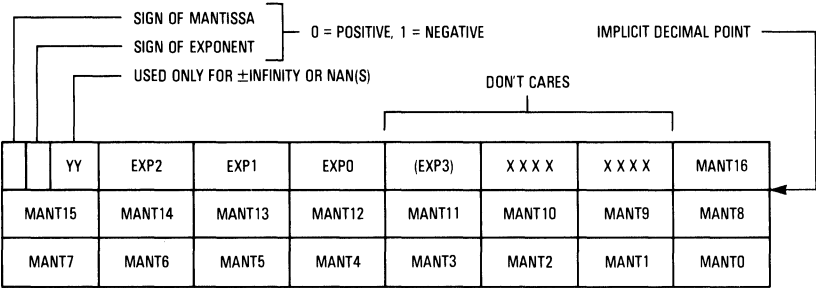 SIGN OF MANTISSA
SIGN OF EXPONENT
0 = POSITIVE, 1 = NEGATIVE
IMPLICIT DECIMAL POINT
USED ONLY FOR ±INFINITY OR NAN(S)
DON'T CARES
YY EXP2 EXP1 EXP0 (EXP3) X X X X X X X X MANT16
MANT15 MANT14 MANT13 MANT12 MANT11 MANT10 MANT9 MANT8
MANT7 MANT6 MANT5 MANT4 MANT3 MANT2 MANT1 MANT0